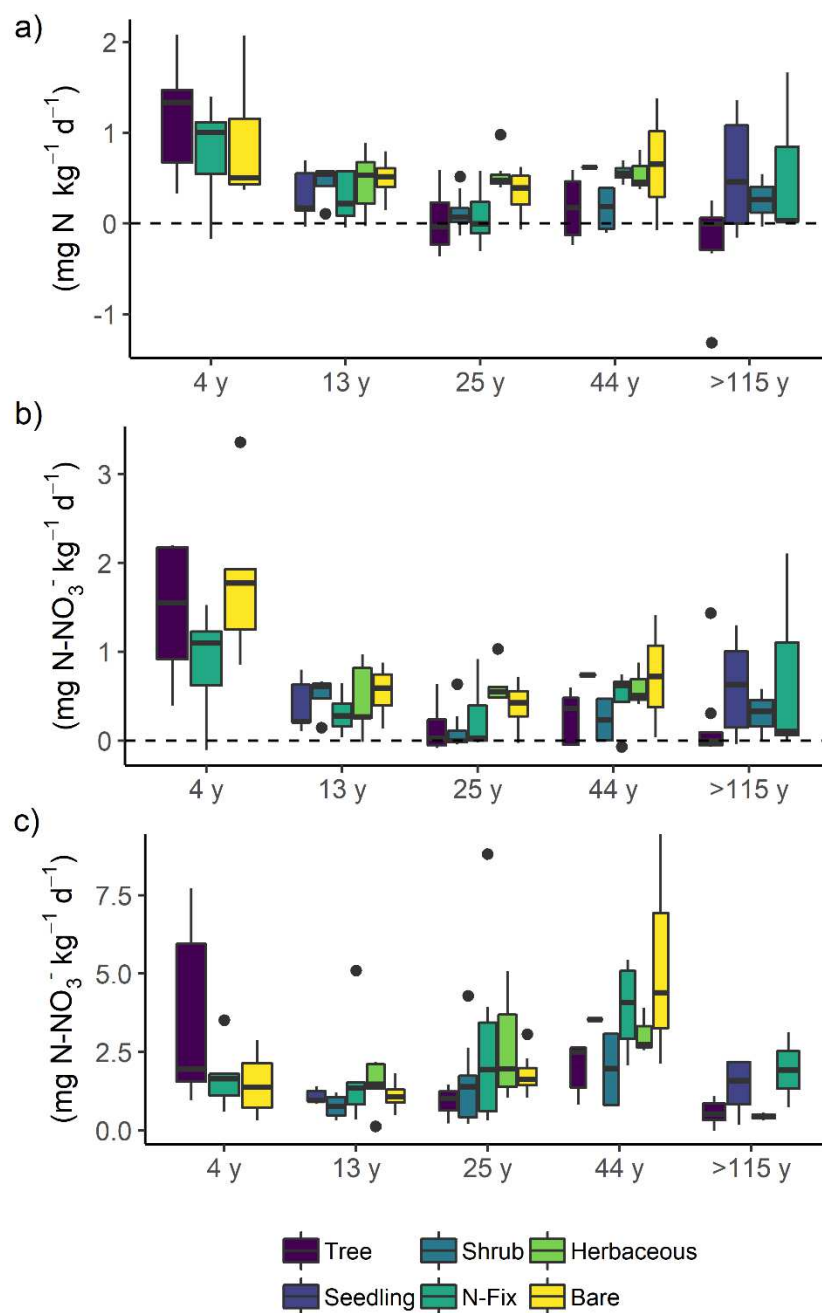 a)
(mg N kg⁻¹ d⁻¹)
2
1
0
-1
4 y 13 y 25 y 44 y >115 y
b)
(mg N-NO₃⁻ kg⁻¹ d⁻¹)
3
2
1
0
4 y 13 y 25 y 44 y >115 y
c)
(mg N-NO₃⁻ kg⁻¹ d⁻¹)
7.5
5.0
2.5
0.0
4 y 13 y 25 y 44 y >115 y
Tree Shrub Herbaceous
Seedling N-Fix Bare